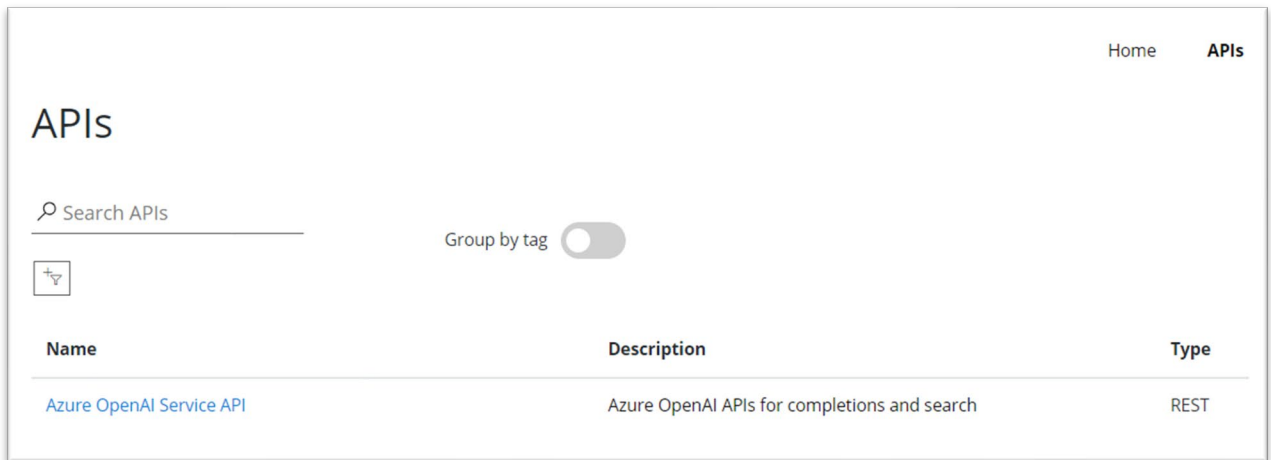 Home APIs
APIs
Search APIs
Group by tag
Name Description Type
Azure OpenAI Service API Azure OpenAI APIs for completions and search REST